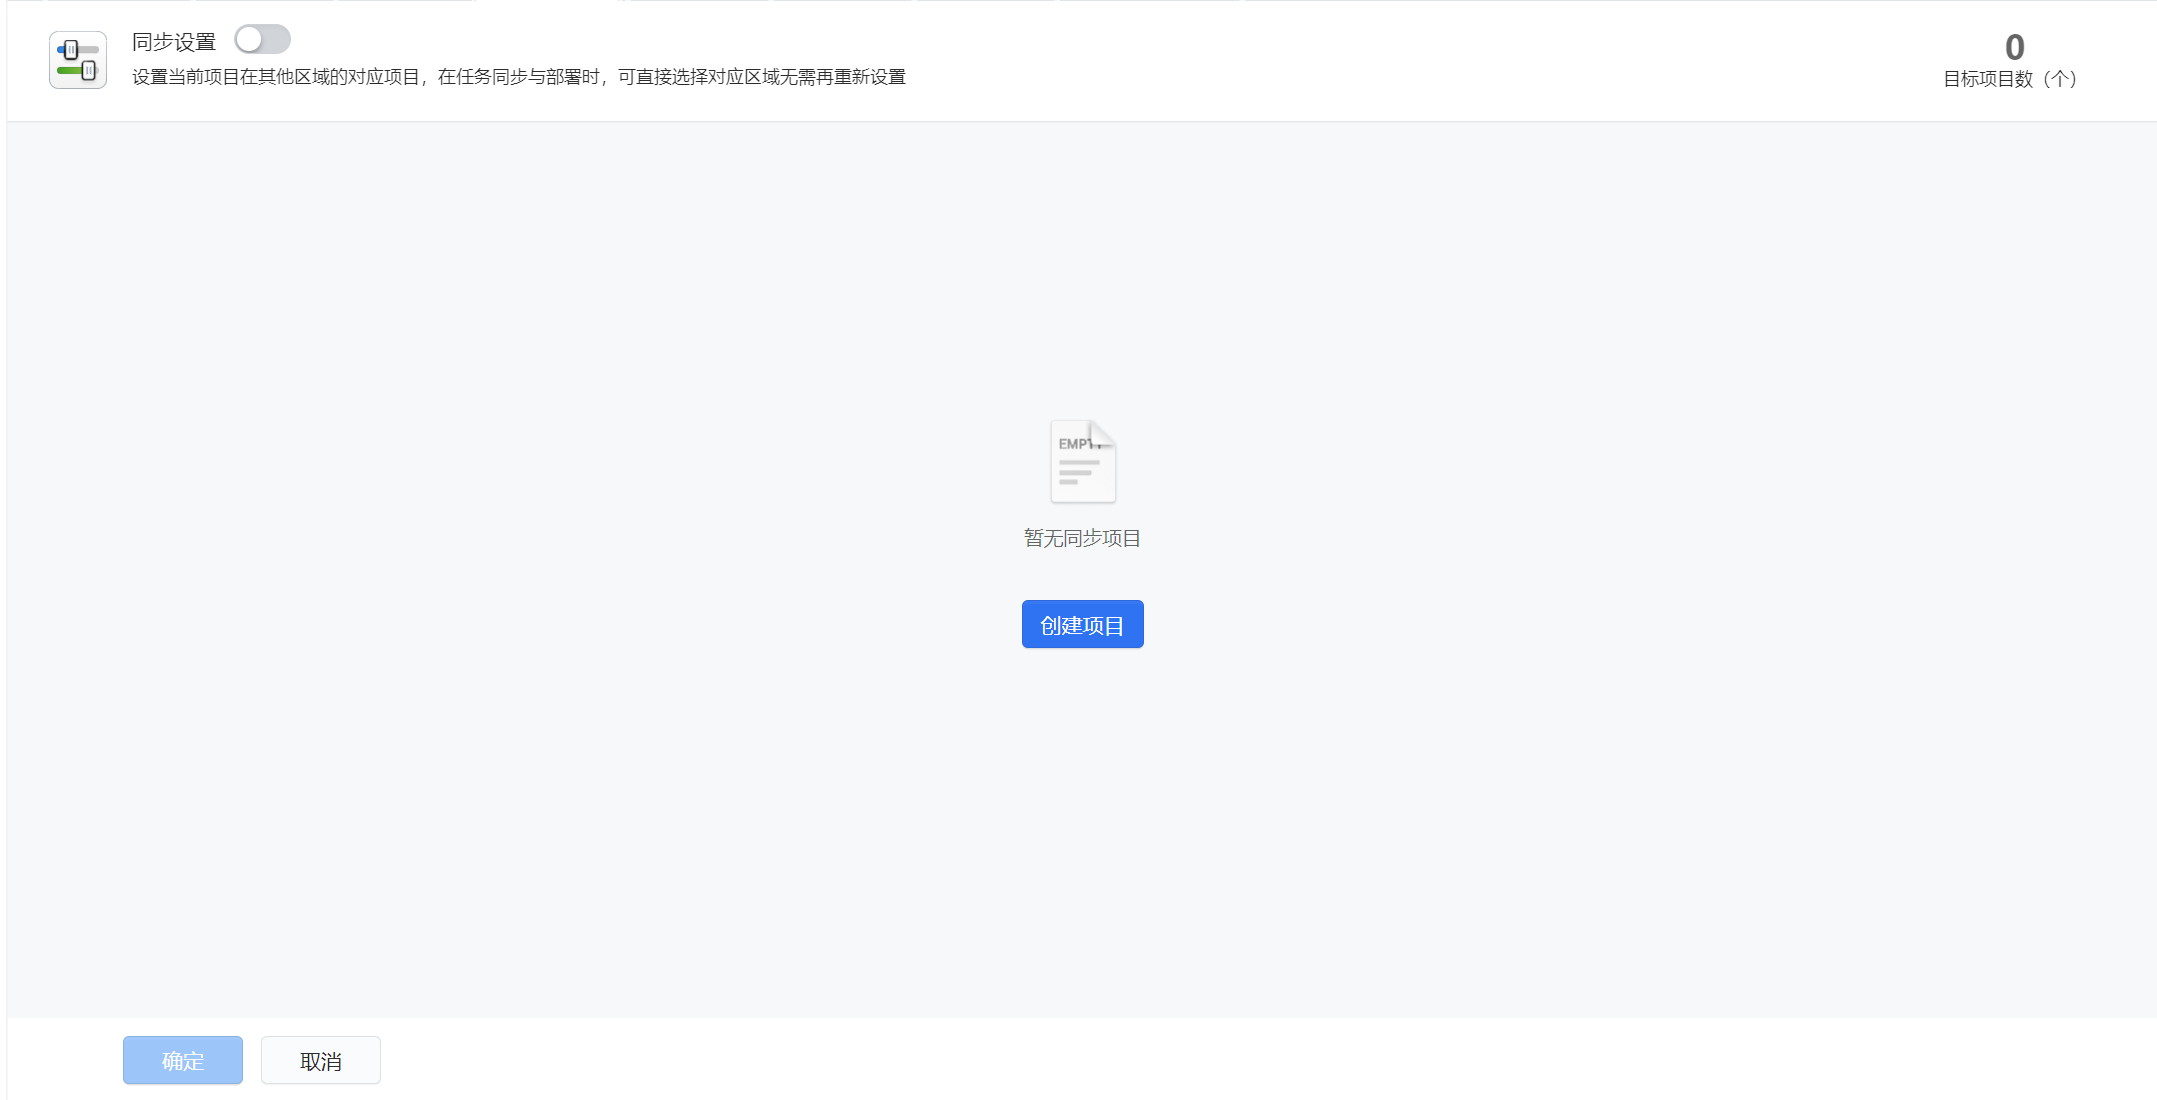 同步设置
设置当前项目在其他区域的对应项目，在任务同步与部署时，可直接选择对应区域无需再重新设置
0
目标项目数（个）
EMPTY
暂无同步项目
创建项目
确定
取消